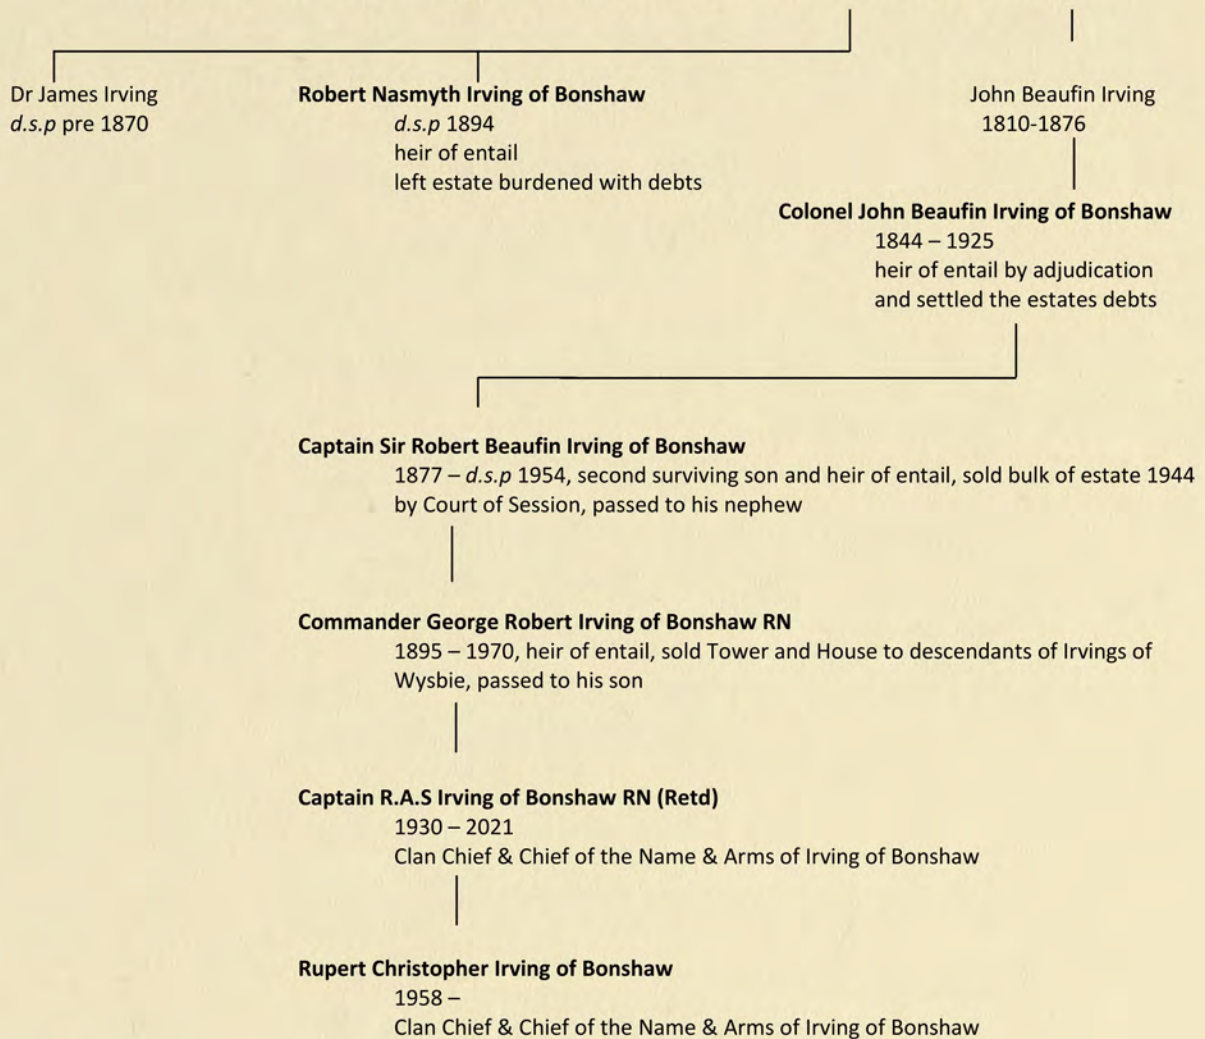 Dr James Irving
d.s.p pre 1870
Robert Nasmyth Irving of Bonshaw
d.s.p 1894
heir of entail
left estate burdened with debts
John Beaufin Irving
1810-1876
Colonel John Beaufin Irving of Bonshaw
1844 – 1925
heir of entail by adjudication
and settled the estates debts
Captain Sir Robert Beaufin Irving of Bonshaw
1877 – d.s.p 1954, second surviving son and heir of entail, sold bulk of estate 1944
by Court of Session, passed to his nephew
Commander George Robert Irving of Bonshaw RN
1895 – 1970, heir of entail, sold Tower and House to descendants of Irvings of
Wysbie, passed to his son
Captain R.A.S Irving of Bonshaw RN (Retd)
1930 – 2021
Clan Chief & Chief of the Name & Arms of Irving of Bonshaw
Rupert Christopher Irving of Bonshaw
1958 –
Clan Chief & Chief of the Name & Arms of Irving of Bonshaw